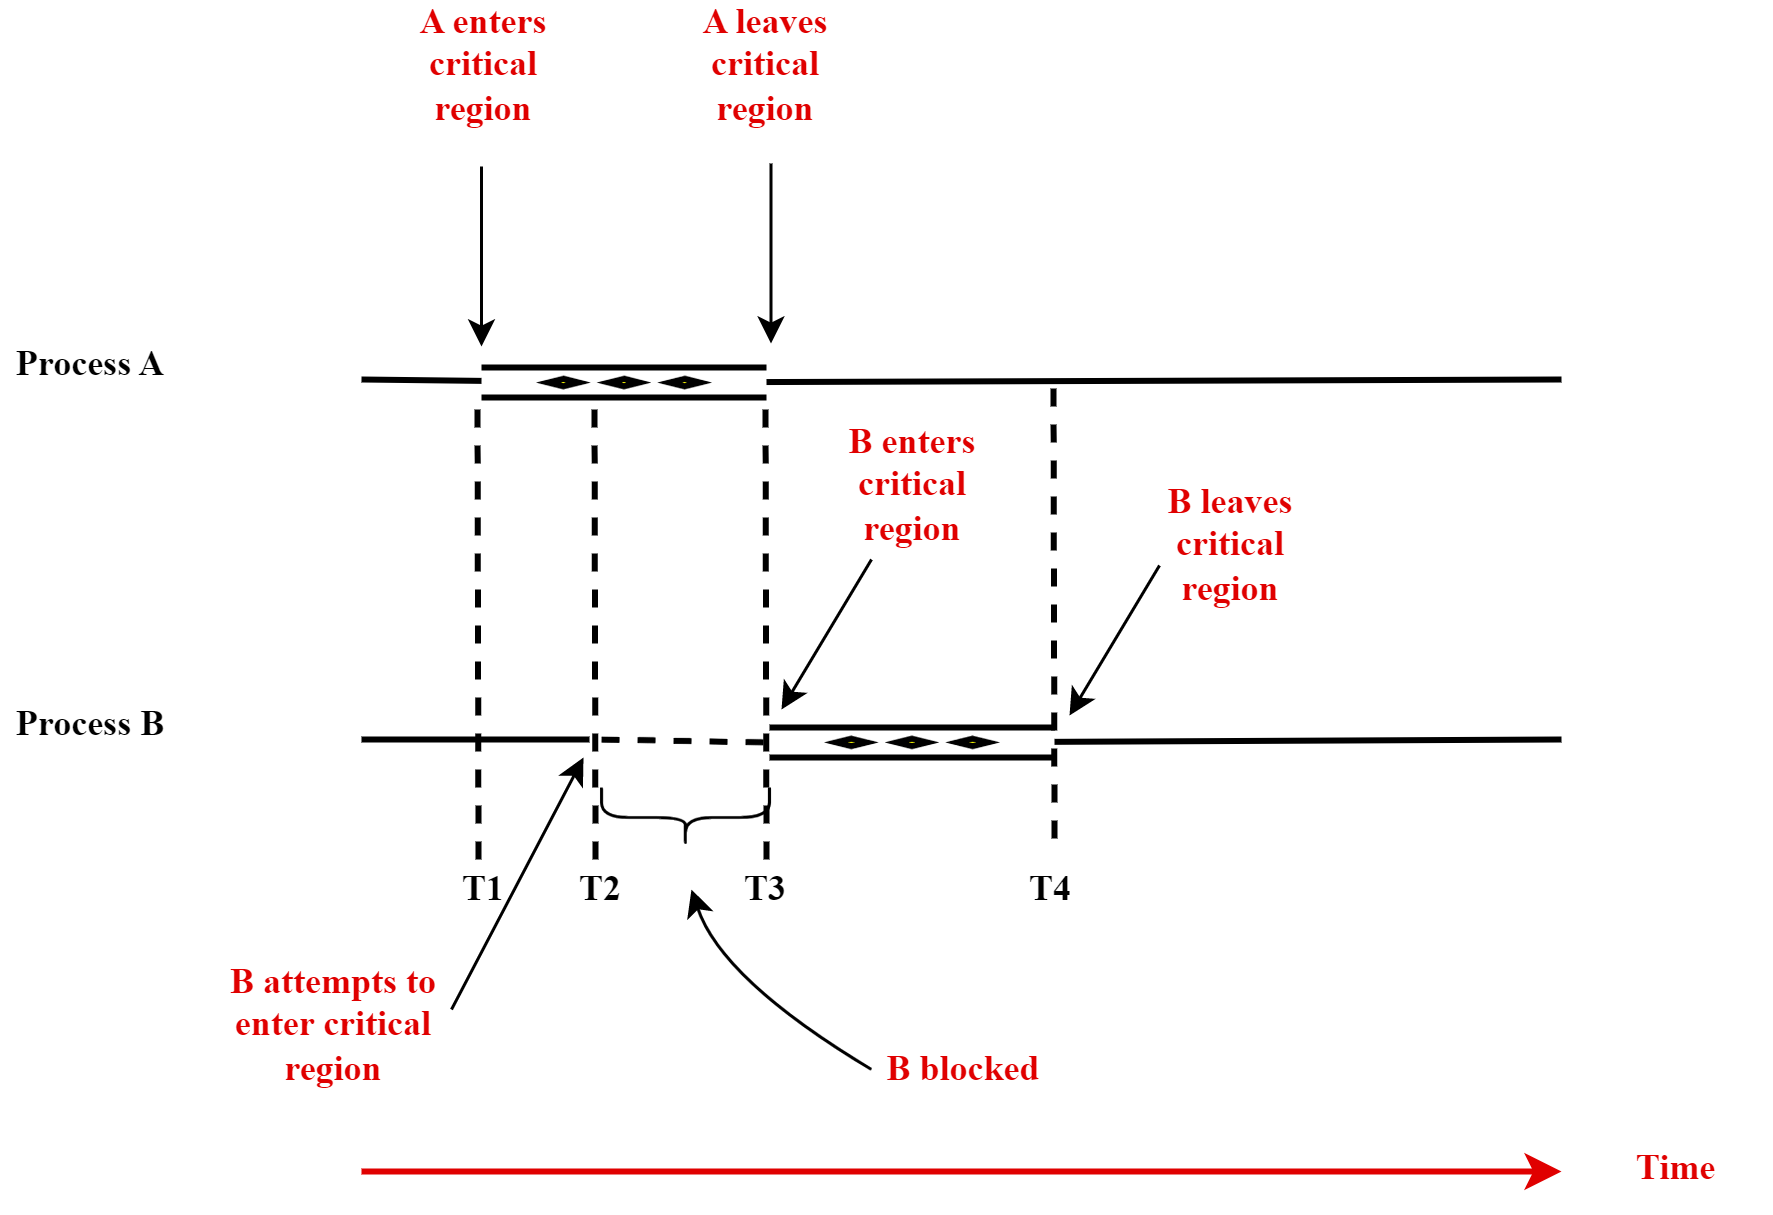 A enters
critical
region
A leaves
critical
region
Process A
B enters
critical
region
B leaves
critical
region
Process B
T1
T2
T3
T4
B attempts to
enter critical
region
B blocked
Time